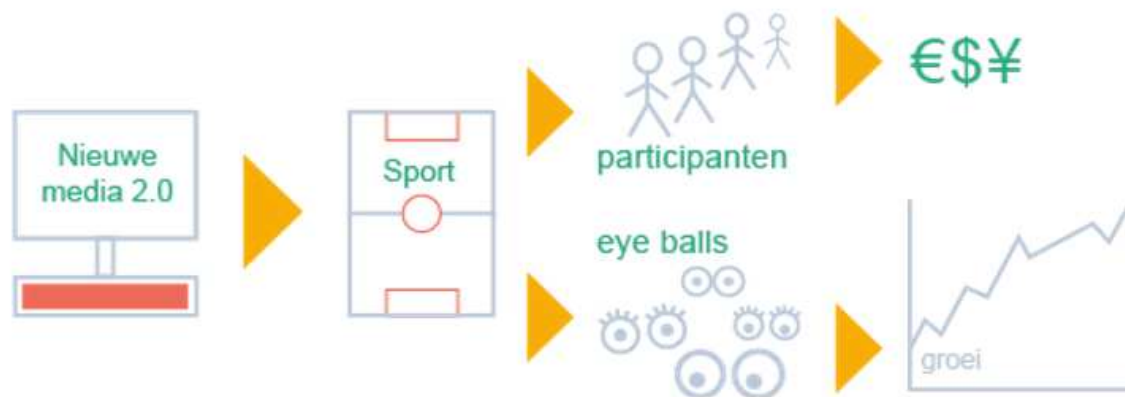 Nieuwe
media 2.0
Sport
participanten
€$¥
eye balls
groei